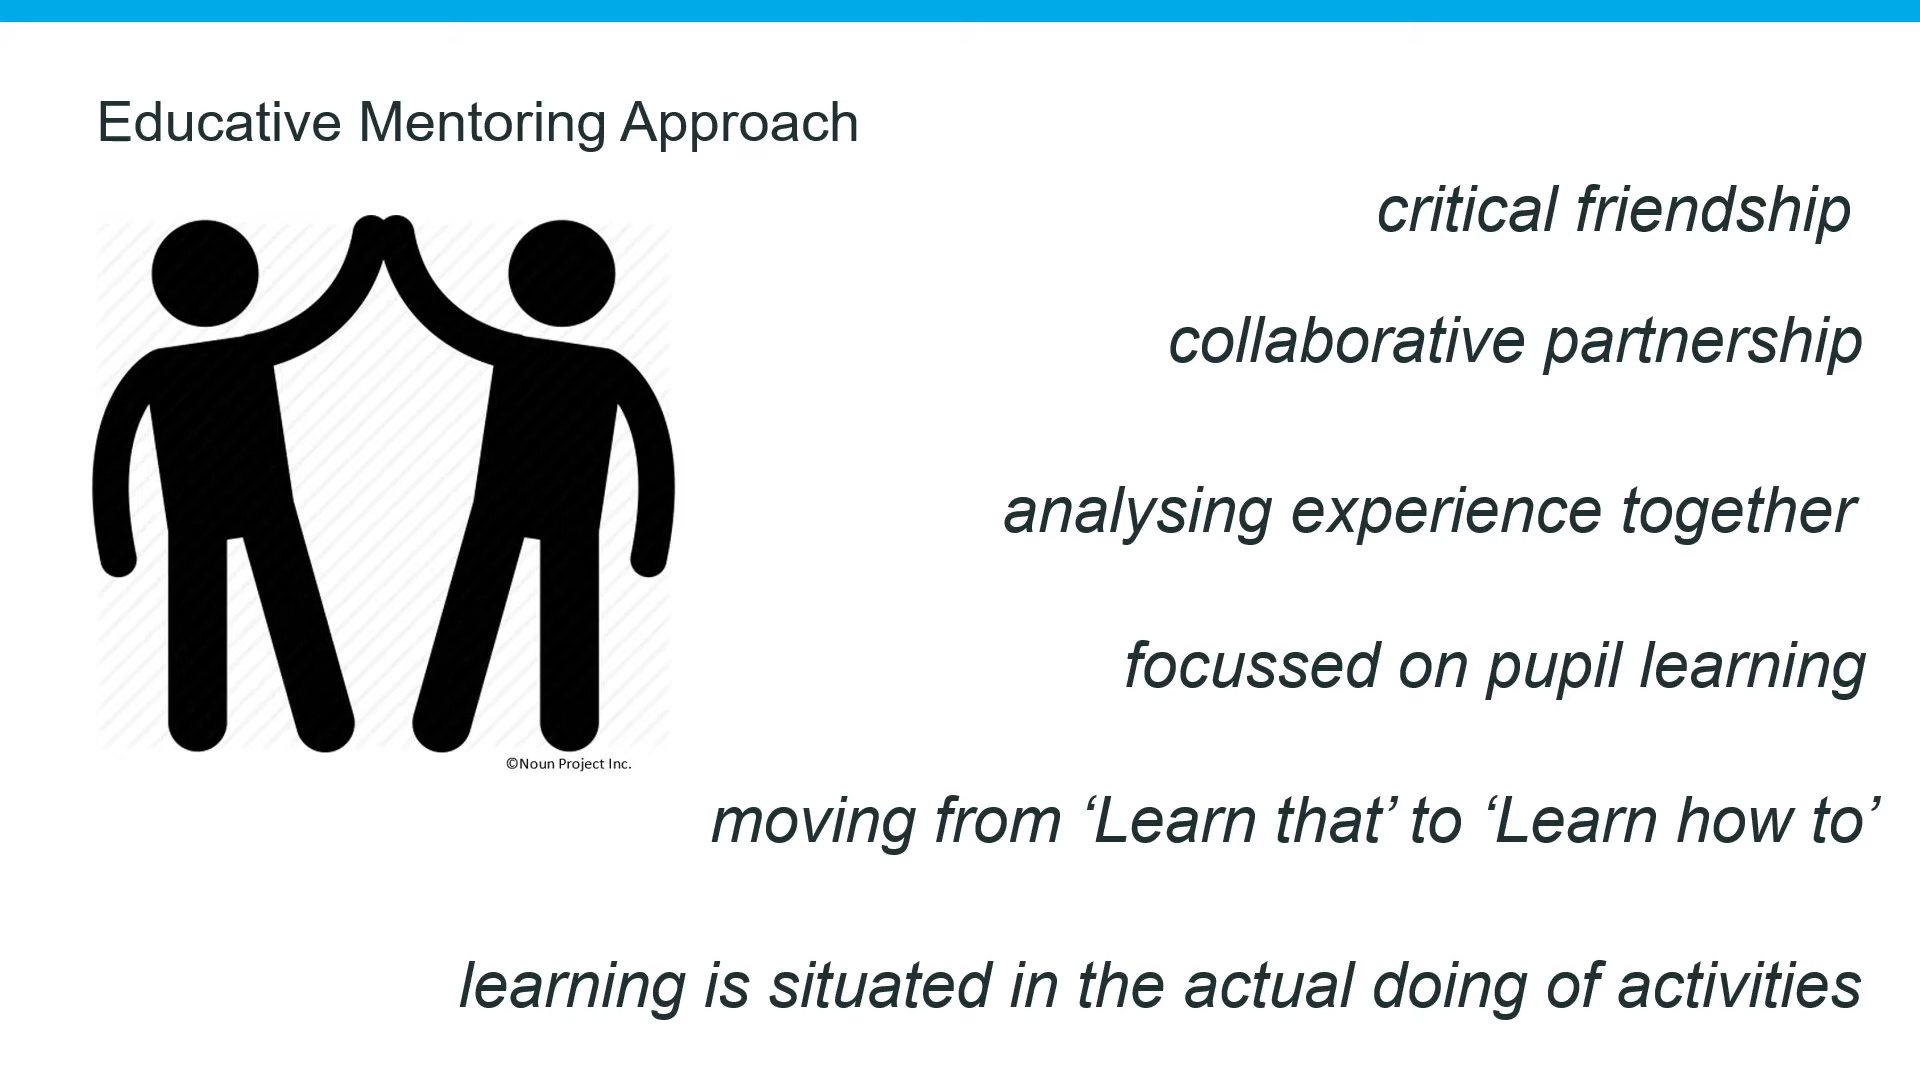 Educative Mentoring Approach
critical friendship
collaborative partnership
analysing experience together
focussed on pupil learning
©Noun Project Inc.
moving from ‘Learn that’ to ‘Learn how to’
learning is situated in the actual doing of activities